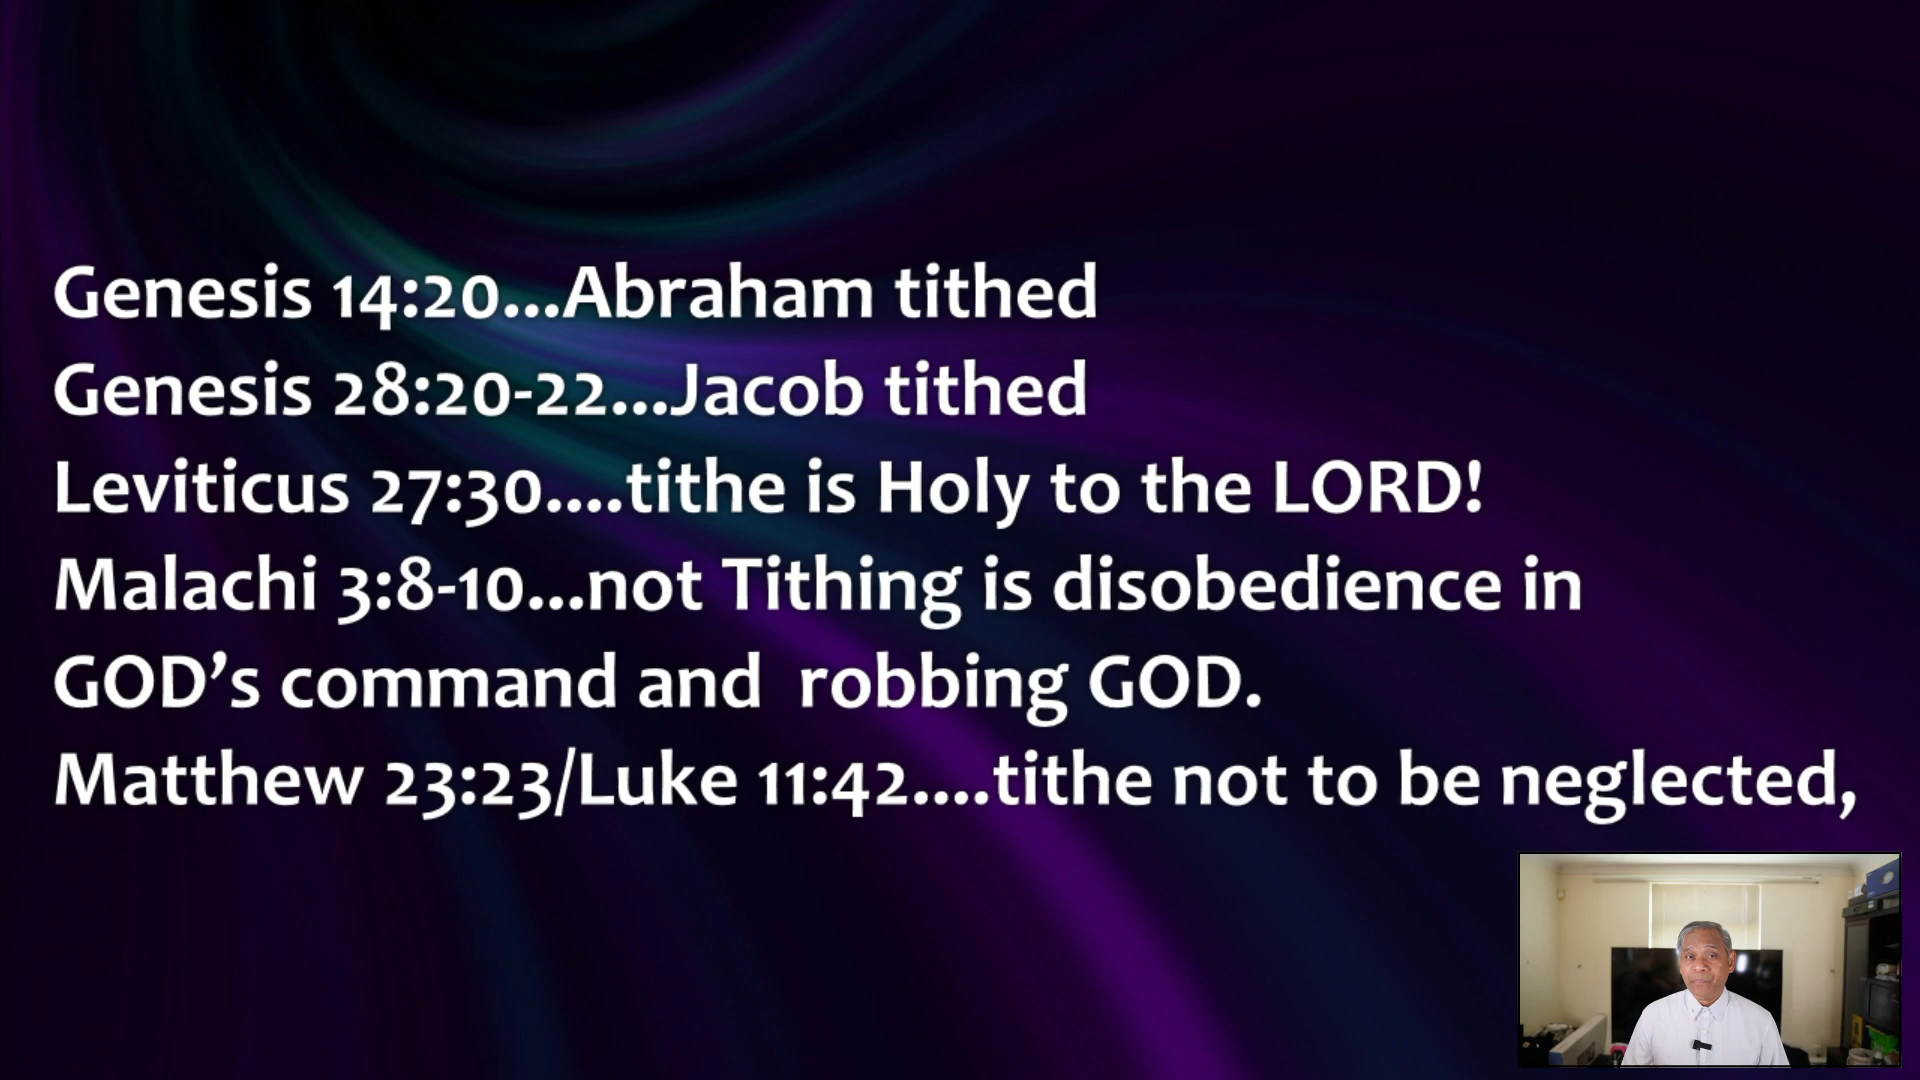 Genesis 14:20...Abraham tithed
Genesis 28:20-22...Jacob tithed
Leviticus 27:30....tithe is Holy to the LORD!
Malachi 3:8-10...not Tithing is disobedience in
GOD’s command and  robbing GOD.
Matthew 23:23/Luke 11:42....tithe not to be neglected,